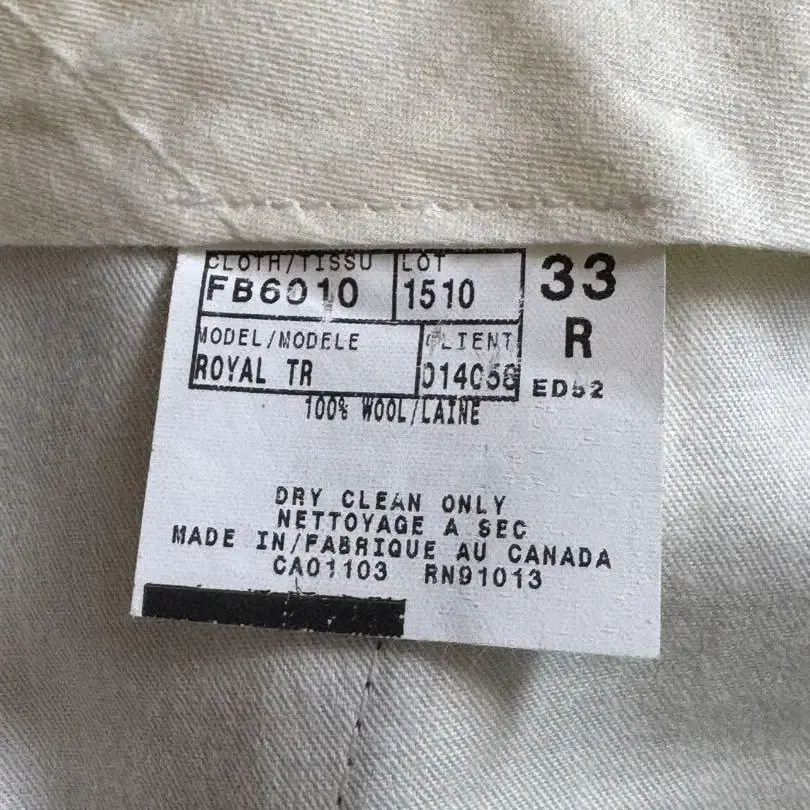 CLOTH/TISSU LOT 33
FB6010 1510
R
MODEL/MODELE CLIENT
ROYAL TR 014058 ED52
100% WOOL/LAINE
DRY CLEAN ONLY
NETTOYAGE A SEC
MADE IN/FABRIQUE AU CANADA
CA01103 RN91013